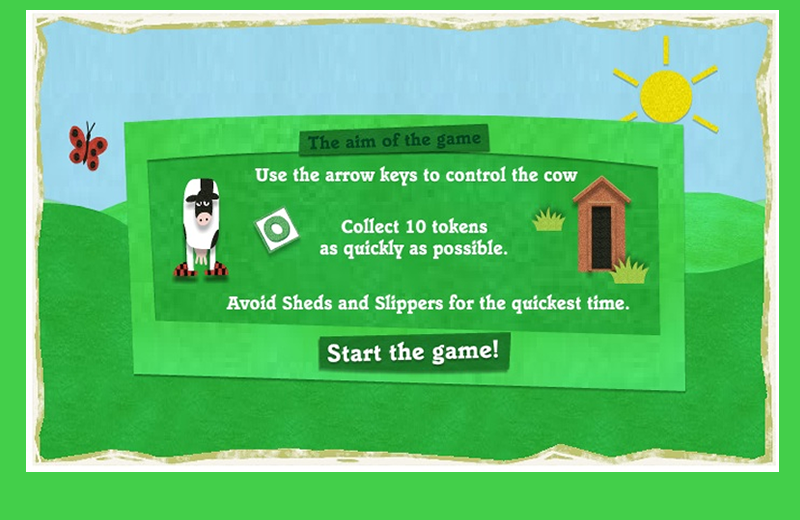 The aim of the game
Use the arrow keys to control the cow
Collect 10 tokens
as quickly as possible.
Avoid Sheds and Slippers for the quickest time.
Start the game!